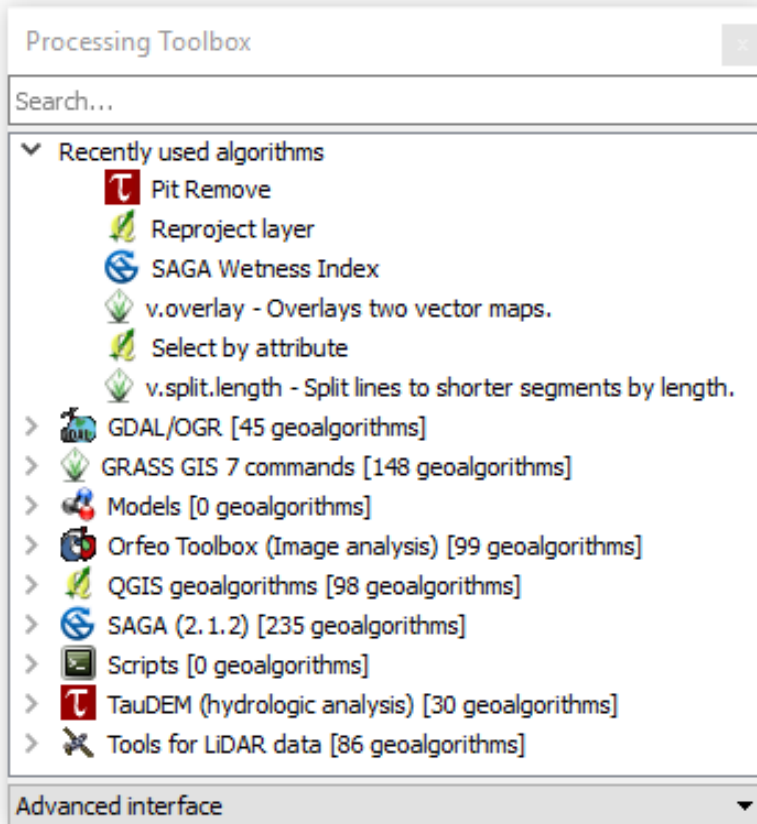 Processing Toolbox
Search...
Recently used algorithms
Pit Remove
Reproject layer
SAGA Wetness Index
v.overlay - Overlays two vector maps.
Select by attribute
v.split.length - Split lines to shorter segments by length.
GDAL/OGR [45 geoalgorithms]
GRASS GIS 7 commands [148 geoalgorithms]
Models [0 geoalgorithms]
Orfeo Toolbox (Image analysis) [99 geoalgorithms]
QGIS geoalgorithms [98 geoalgorithms]
SAGA (2.1.2) [235 geoalgorithms]
Scripts [0 geoalgorithms]
TauDEM (hydrologic analysis) [30 geoalgorithms]
Tools for LiDAR data [86 geoalgorithms]
Advanced interface